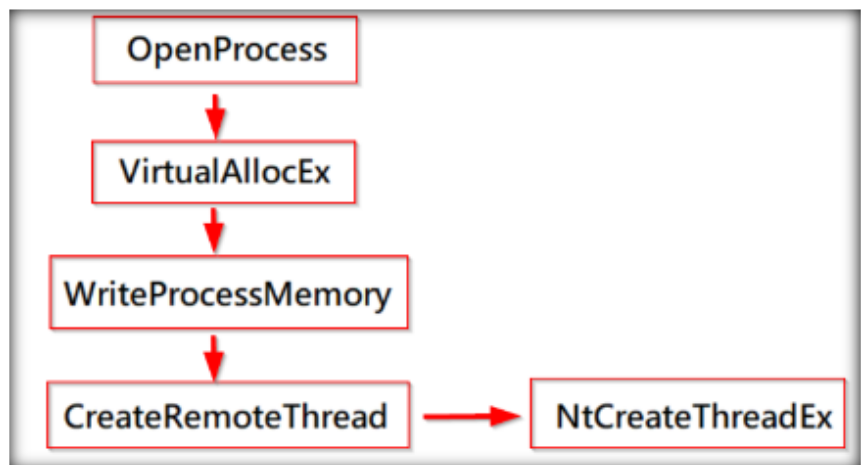 OpenProcess
VirtualAllocEx
WriteProcessMemory
CreateRemoteThread
NtCreateThreadEx